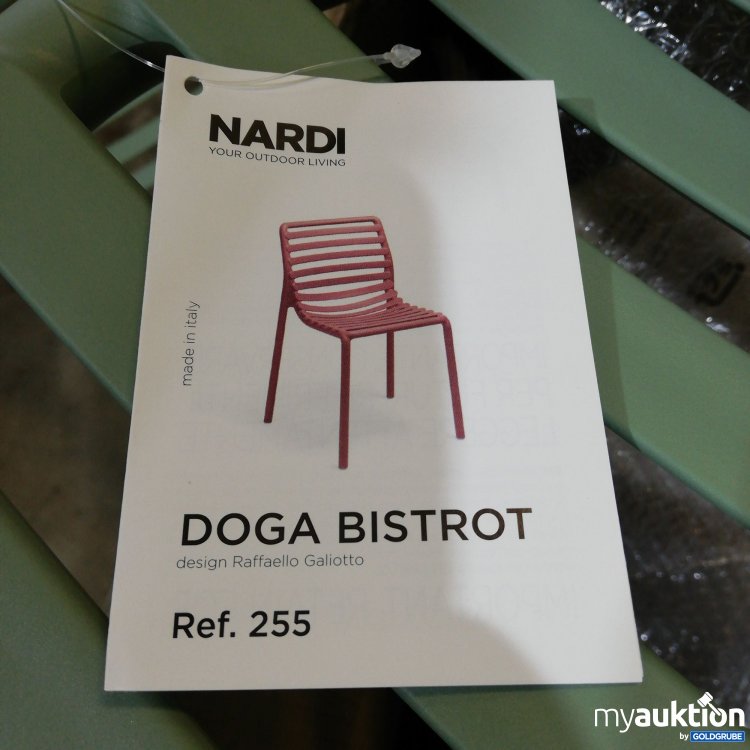 NARDI
YOUR OUTDOOR LIVING
made in italy
DOGA BISTROT
design Raffaello Galiotto
Ref. 255
myauktion
by GOLDGRUBE